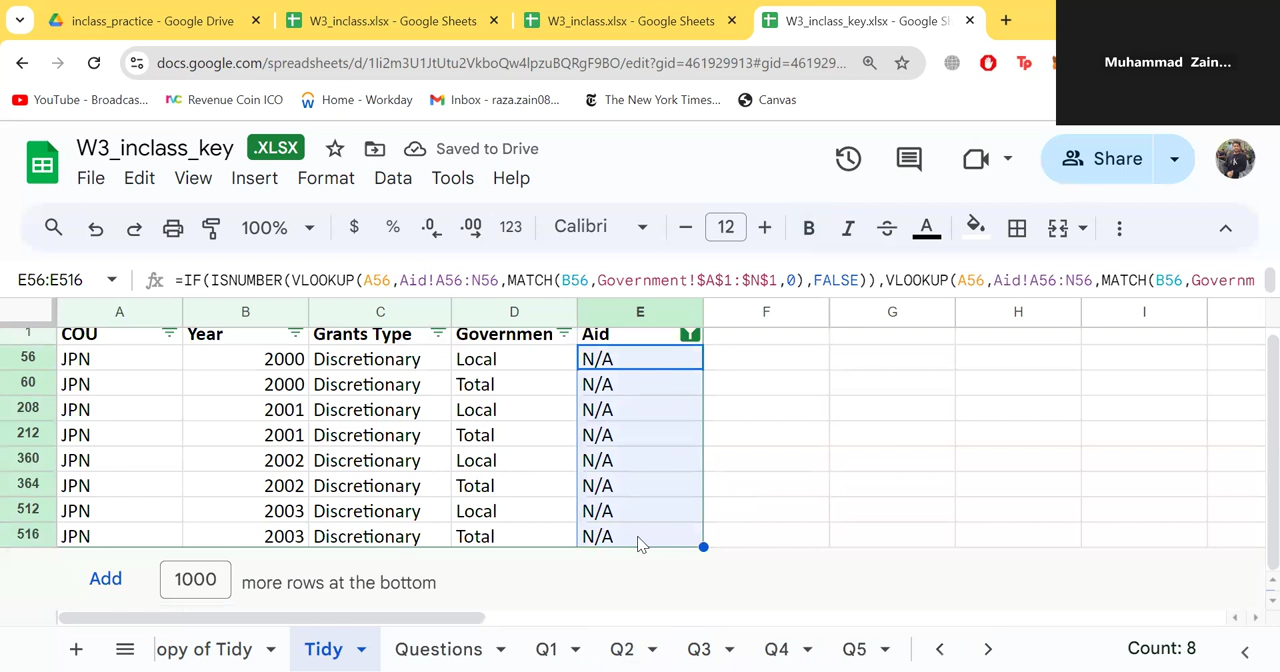 inclass_practice - Google Drive
W3_inclass.xlsx - Google Sheets
W3_inclass.xlsx - Google Sheets
W3_inclass_key.xlsx - Google Sh
Muhammad Zain...
docs.google.com/spreadsheets/d/1Ii2m3U1JtUtu2VkboQw4lpzuBQRgF9BO/edit?gid=461929913#gid=461929...
YouTube - Broadcas...
Revenue Coin ICO
Home - Workday
Inbox - raza.zain08...
The New York Times...
Canvas
W3_inclass_key
.XLSX
Saved to Drive
File Edit View Insert Format Data Tools Help
Share
100% $ % .0 .00 123 Calibri 12 B I A
E56:E516
=IF(ISNUMBER(VLOOKUP(A56,Aid!A56:N56,MATCH(B56,Government!$A$1:$N$1,0),FALSE)),VLOOKUP(A56,Aid!A56:N56,MATCH(B56,Governm
A B C D E F G H I
1 COU Year Grants Type Governmen Aid
56 JPN 2000 Discretionary Local N/A
60 JPN 2000 Discretionary Total N/A
208 JPN 2001 Discretionary Local N/A
212 JPN 2001 Discretionary Total N/A
360 JPN 2002 Discretionary Local N/A
364 JPN 2002 Discretionary Total N/A
512 JPN 2003 Discretionary Local N/A
516 JPN 2003 Discretionary Total N/A
Add 1000 more rows at the bottom
opy of Tidy Tidy Questions Q1 Q2 Q3 Q4 Q5 Count: 8